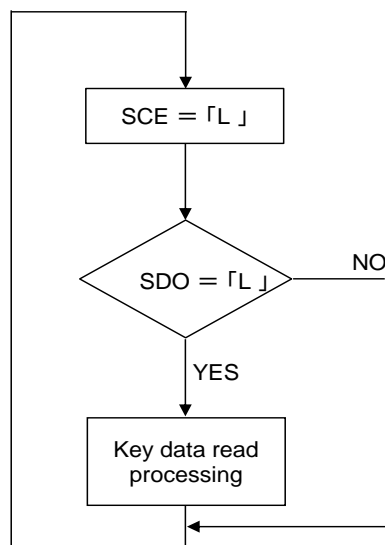 SCE ＝「L 」
SDO ＝「L 」
NO
YES
Key data read
processing